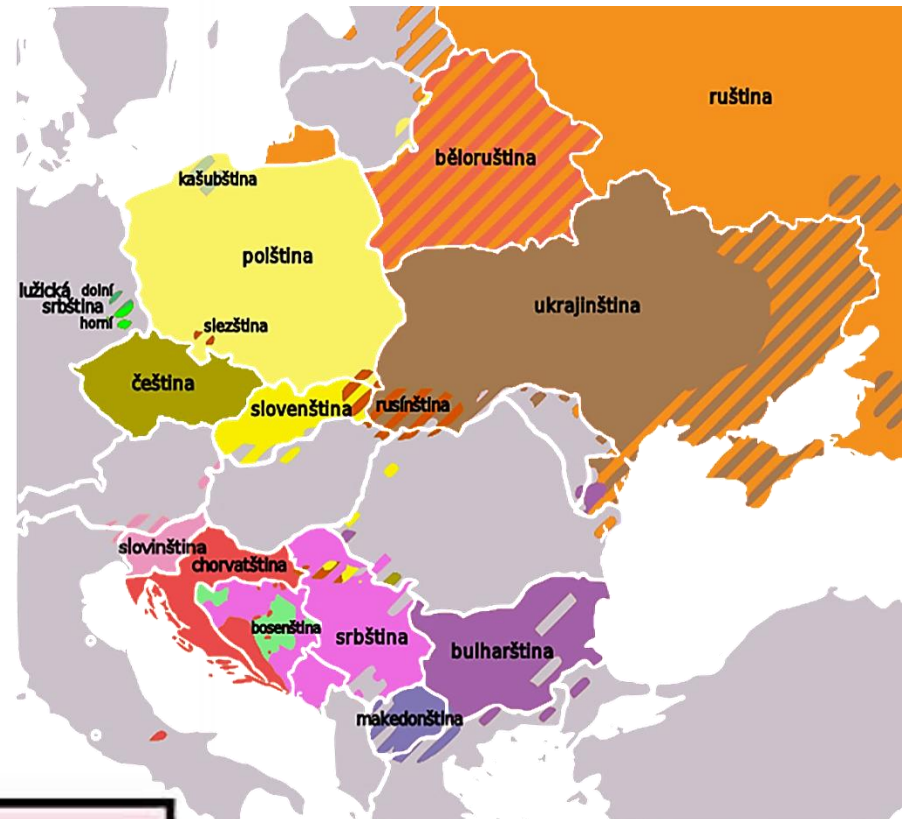 ruština
běloruština
kašubština
polština
lužická dolní
srbština
horní
ukrajinština
slezština
čeština
slovenština
rusínština
slovinština
chorvatština
bosenština
srbština
bulharština
makedonština